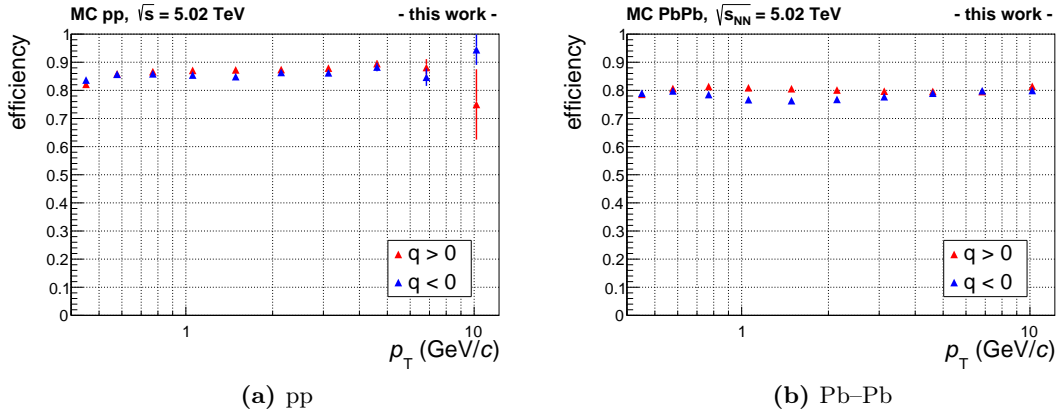 MC pp, √s = 5.02 TeV - this work -
efficiency
1
0.9
0.8
0.7
0.6
0.5
0.4
0.3
0.2
0.1
0
q > 0
q < 0
1 10
p_T (GeV/c)
(a) pp
MC PbPb, √s_NN = 5.02 TeV - this work -
efficiency
1
0.9
0.8
0.7
0.6
0.5
0.4
0.3
0.2
0.1
0
q > 0
q < 0
1 10
p_T (GeV/c)
(b) Pb–Pb